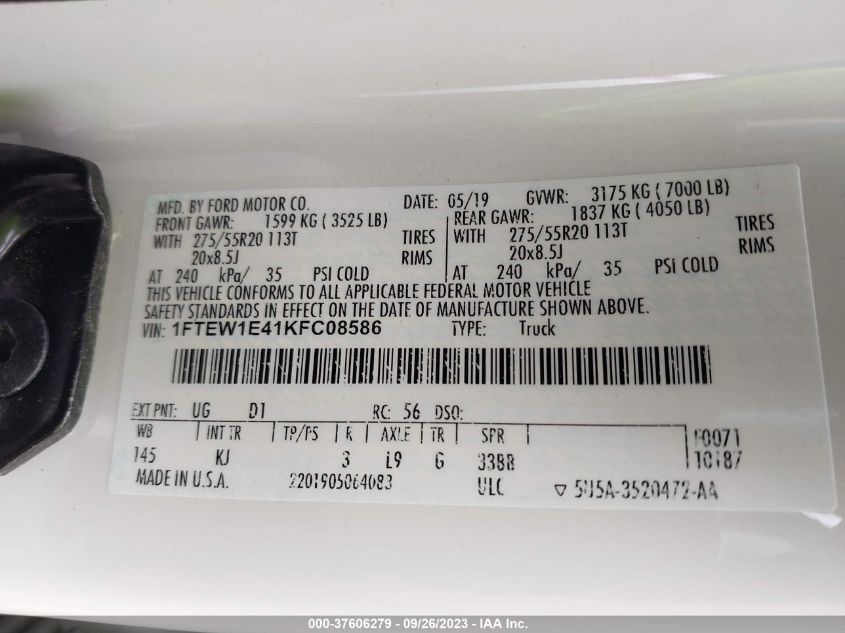 MFD. BY FORD MOTOR CO. DATE: 05/19 GVWR: 3175 KG ( 7000 LB)
FRONT GAWR: 1599 KG ( 3525 LB) REAR GAWR: 1837 KG ( 4050 LB)
WITH 275/55R20 113T TIRES WITH 275/55R20 113T TIRES
20x8.5J RIMS 20x8.5J RIMS
AT 240 kPa/ 35 PSI COLD AT 240 kPa/ 35 PSI COLD
THIS VEHICLE CONFORMS TO ALL APPLICABLE FEDERAL MOTOR VEHICLE
SAFETY STANDARDS IN EFFECT ON THE DATE OF MANUFACTURE SHOWN ABOVE.
VIN: 1FTEW1E41KFC08586 TYPE: Truck
EXT PNT: UG D1 RC: 56 DSO:
WB INT TR TP/PS R AXLE TR SPR
145 KJ 3 L9 G 10187
MADE IN U.S.A. 2201905064083 ULC ▽ 5U5A-3520472-AA
000-37606279 - 09/26/2023 - IAA Inc.